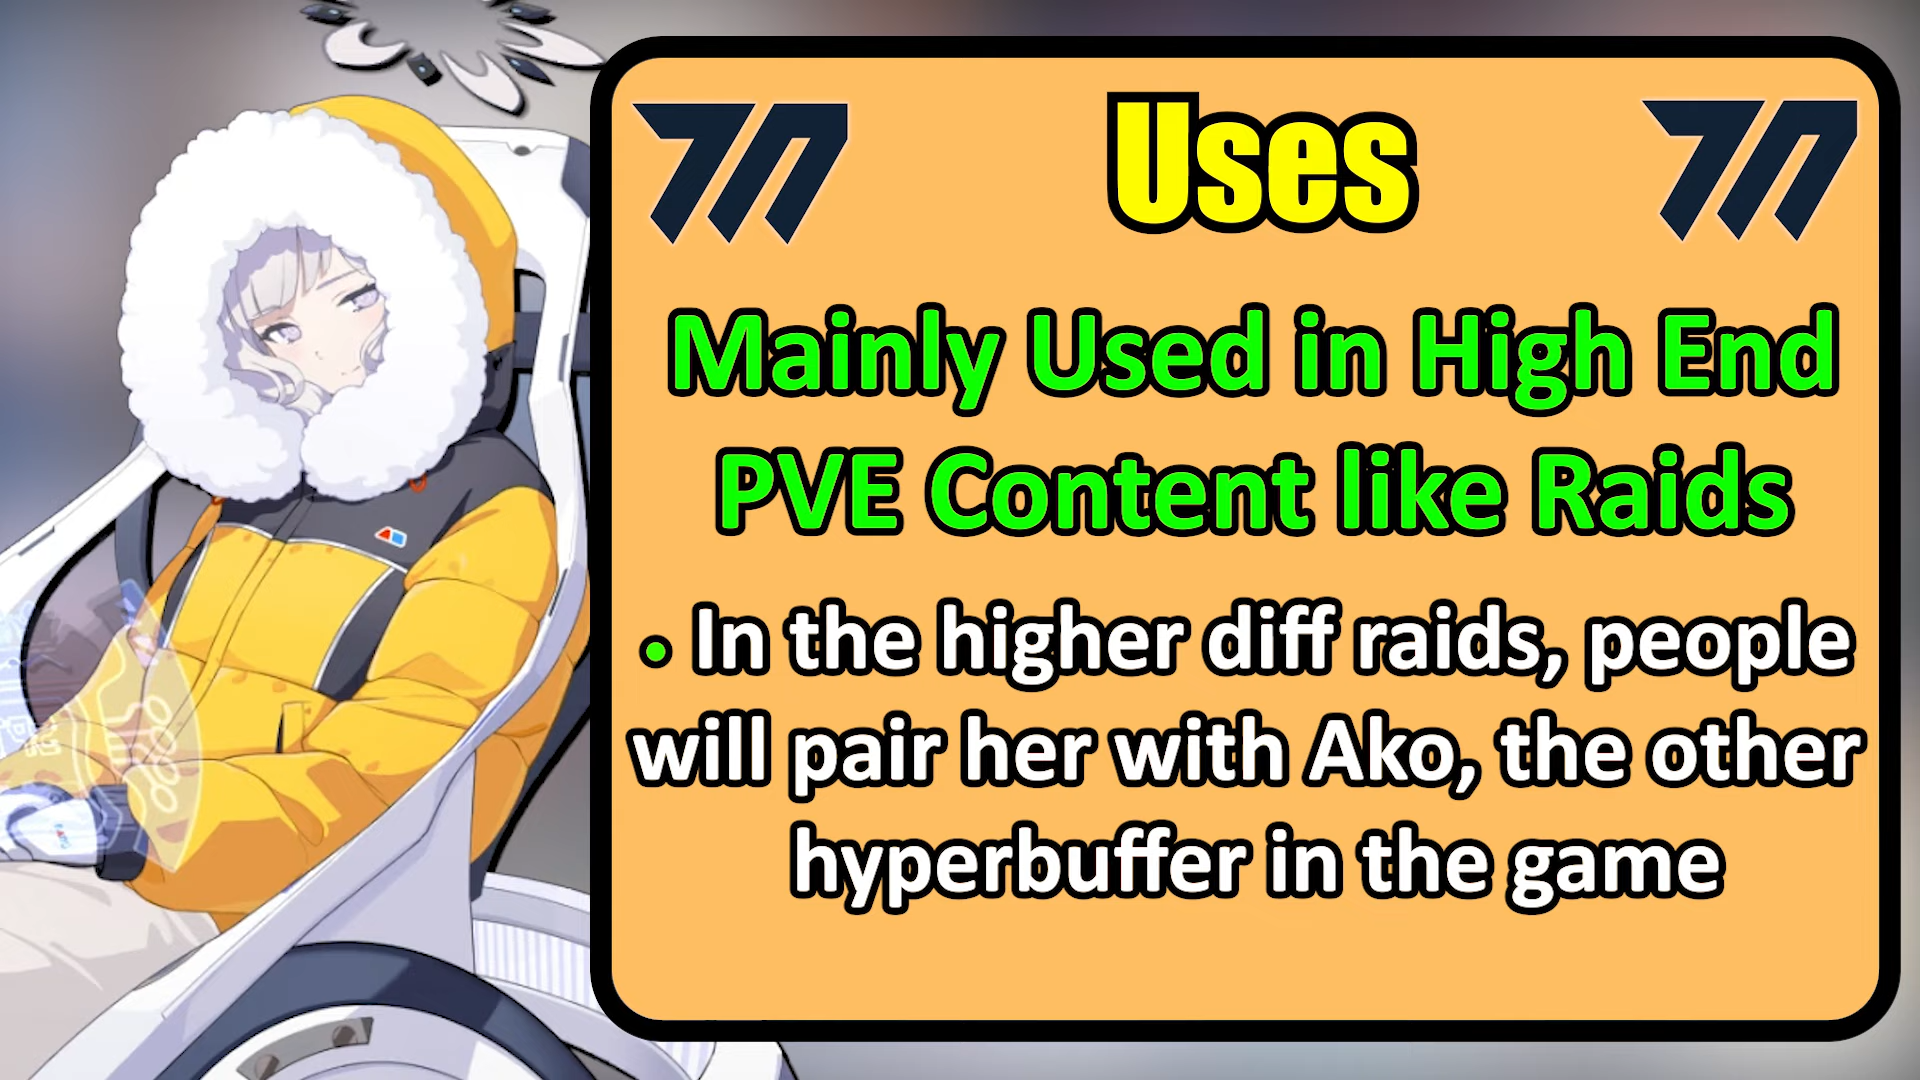 Uses
Mainly Used in High End
PVE Content like Raids
• In the higher diff raids, people
will pair her with Ako, the other
hyperbuffer in the game